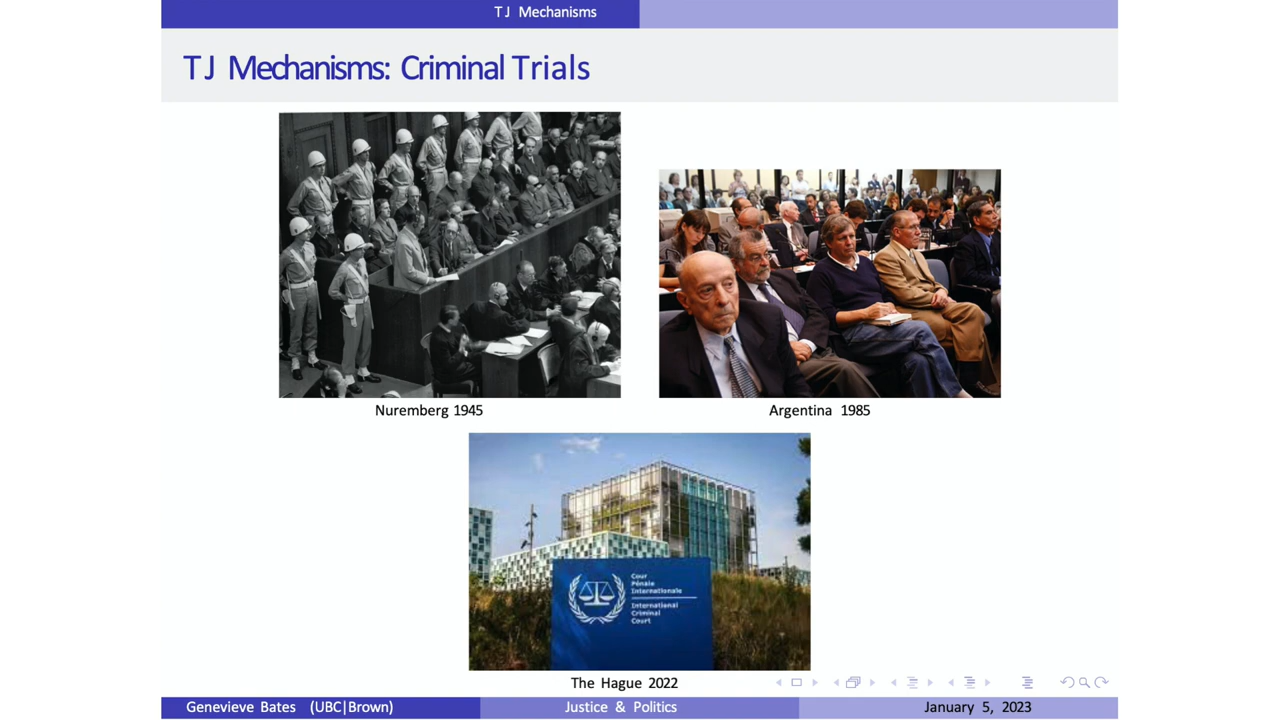 TJ Mechanisms
TJ Mechanisms: Criminal Trials
Nuremberg 1945
Argentina 1985
Cour
Pénale
Internationale
International
Criminal
Court
The Hague 2022
Genevieve Bates (UBC|Brown)
Justice & Politics
January 5, 2023